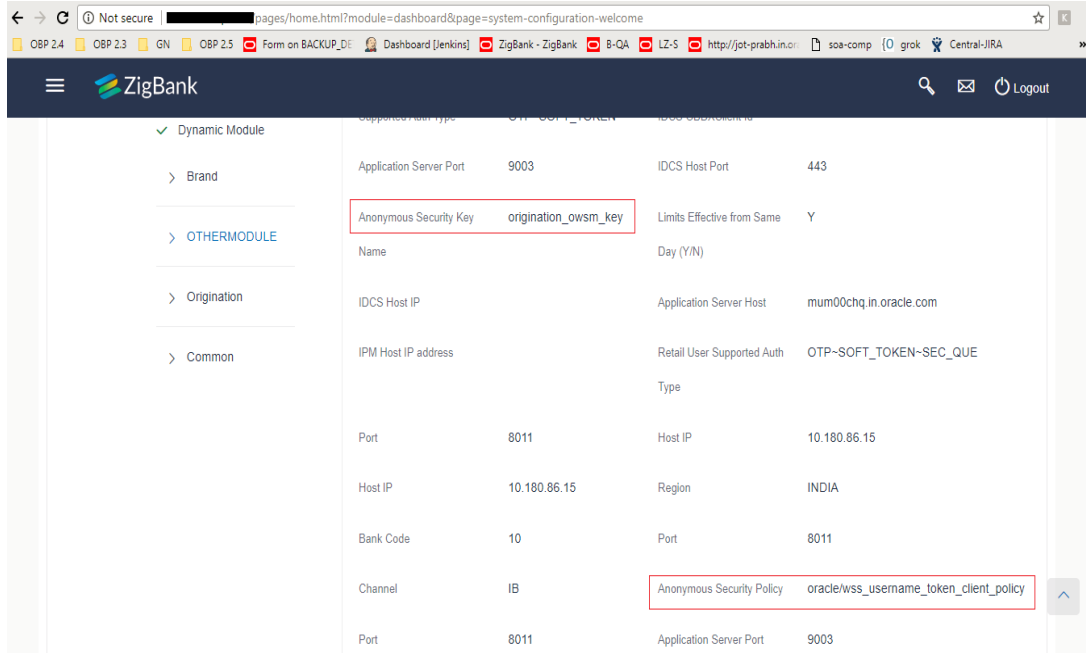 Not secure
pages/home.html?module=dashboard&page=system-configuration-welcome
K
OBP 2.4 OBP 2.3 GN OBP 2.5 Form on BACKUP_DE Dashboard [Jenkins] ZigBank - ZigBank B-QA LZ-S http://jot-prabh.in.or soa-comp {O grok Central-JIRA »
ZigBank Logout
Dynamic Module
Supported Auth Type OTP~SOFT_TOKEN
Brand
Application Server Port 9003 IDCS Host Port 443
OTHERMODULE
Anonymous Security Key Name origination_owsm_key Limits Effective from Same Day (Y/N) Y
Origination
IDCS Host IP Application Server Host mum00chq.in.oracle.com
Common
IPM Host IP address Retail User Supported Auth Type OTP~SOFT_TOKEN~SEC_QUE
Port 8011 Host IP 10.180.86.15
Host IP 10.180.86.15 Region INDIA
Bank Code 10 Port 8011
Channel IB Anonymous Security Policy oracle/wss_username_token_client_policy
Port 8011 Application Server Port 9003